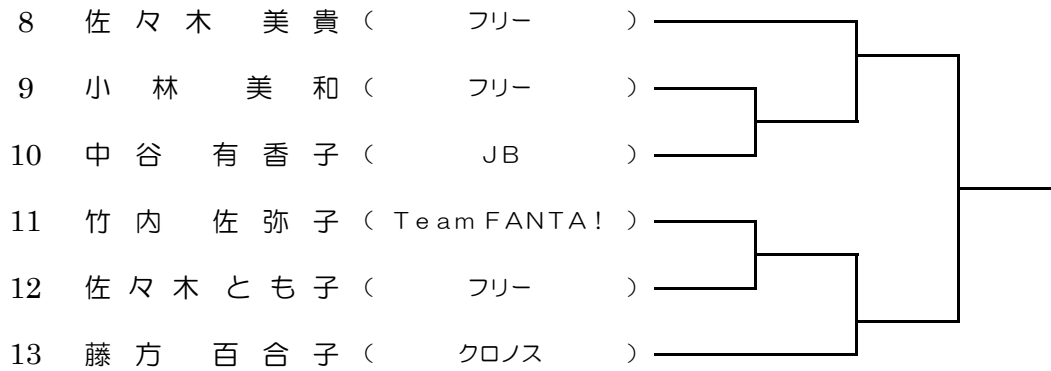 8 佐々木 美貴 （ フリー ）
9 小林 美和 （ フリー ）
10 中谷 有香子 （ ＪＢ ）
11 竹内 佐弥子 （ Ｔｅａｍ ＦＡＮＴＡ！ ）
12 佐々木とも子 （ フリー ）
13 藤方 百合子 （ クロノス ）